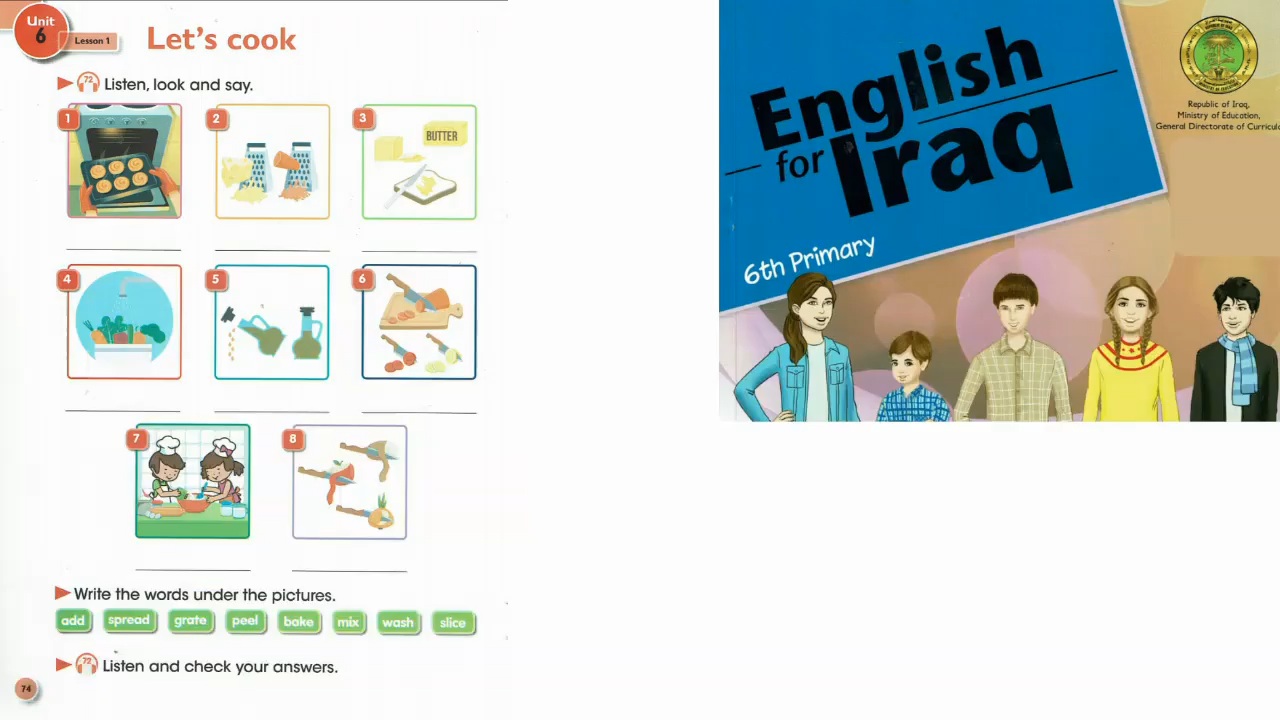 Unit
6
Lesson 1
Let's cook
72
Listen, look and say.
1
2
3
BUTTER
4
5
6
7
8
Write the words under the pictures.
add
spread
grate
peel
bake
mix
wash
slice
72
Listen and check your answers.
74
English
for Iraq
6th Primary
Republic of Iraq,
Ministry of Education,
General Directorate of Curricula